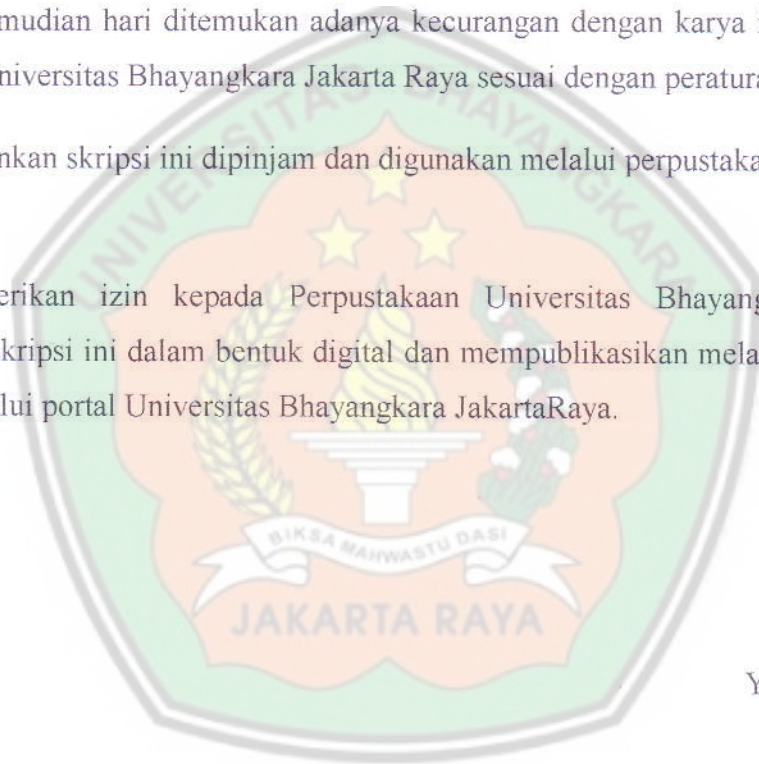 mudian hari ditemukan adanya kecurangan dengan karya
niversitas Bhayangkara Jakarta Raya sesuai dengan peratura
nkan skripsi ini dipinjam dan digunakan melalui perpustaka
UNIVERSITAS BHAYANGKARA
erikan izin kepada Perpustakaan Universitas Bhayang
kripsi ini dalam bentuk digital dan mempublikasikan mela
lui portal Universitas Bhayangkara JakartaRaya.
BIKSA MAHWASTU DASI
JAKARTA RAYA
Y